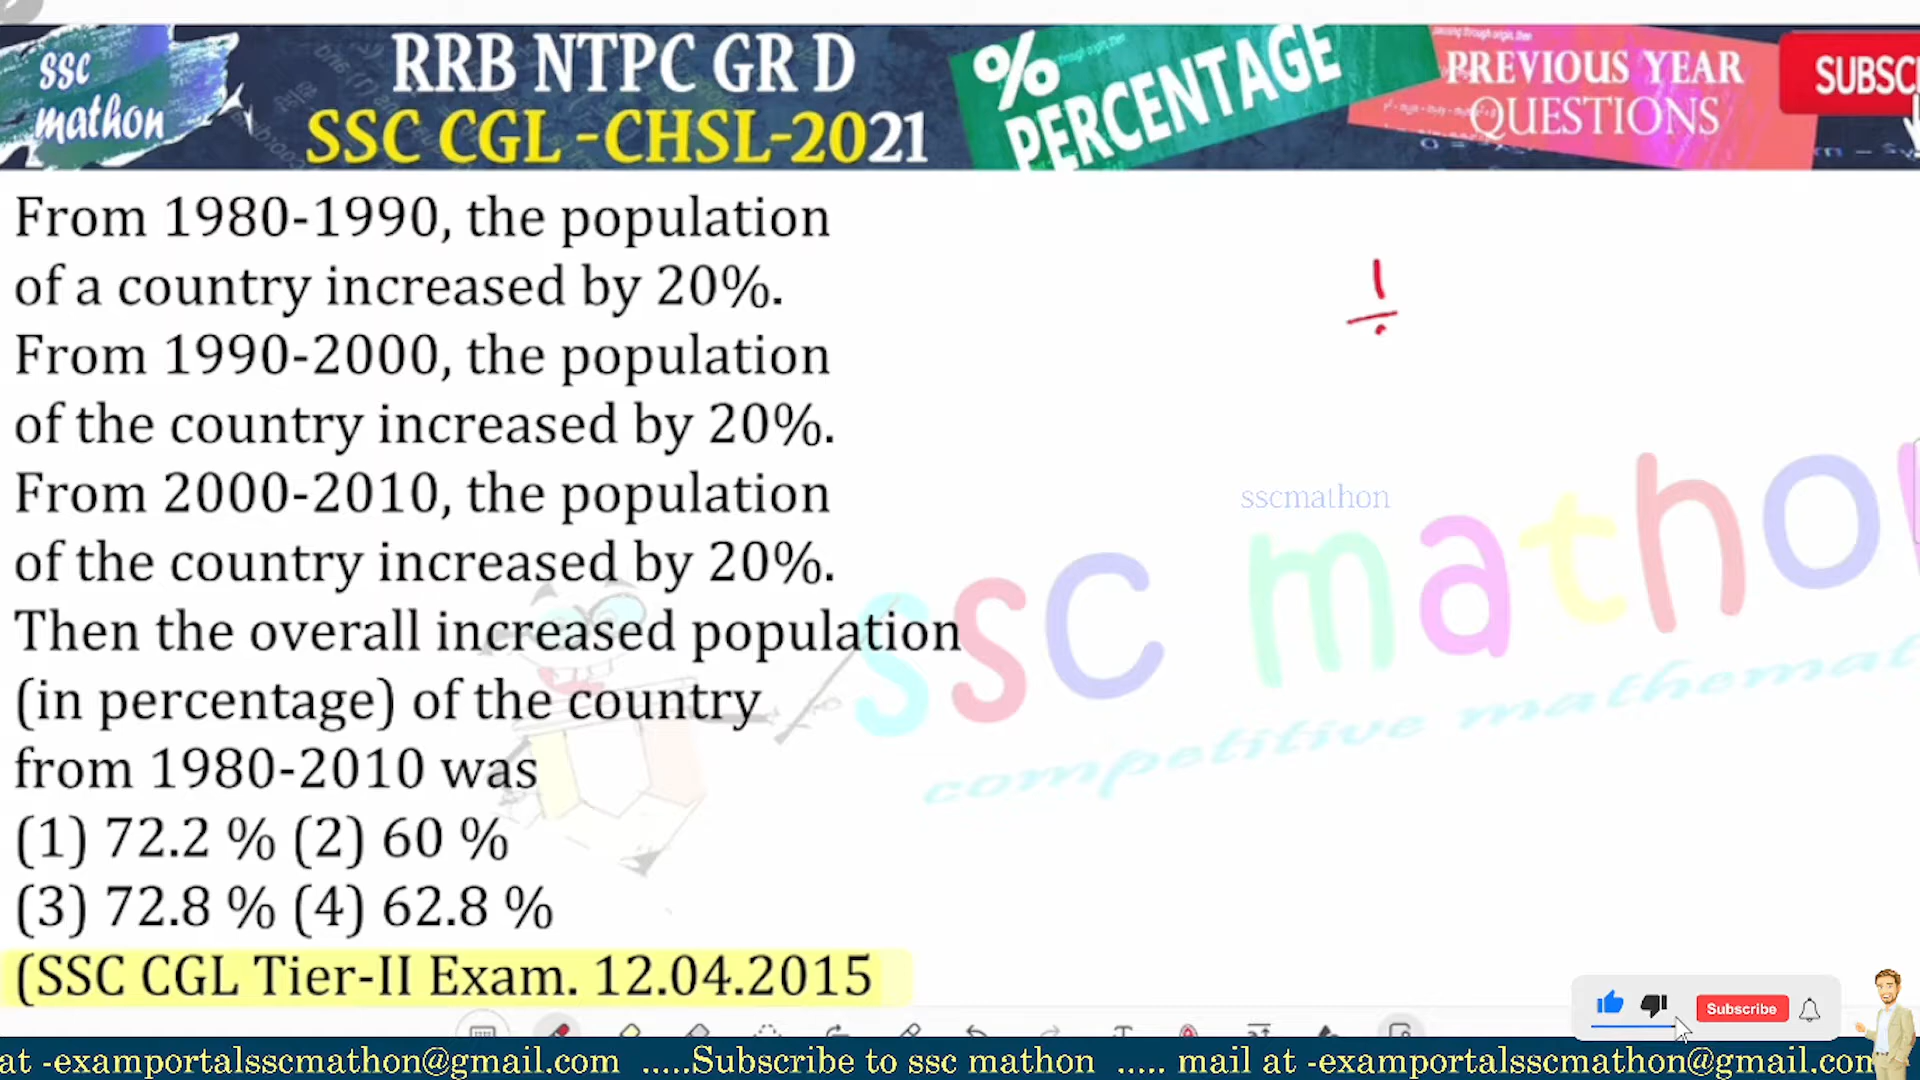 ssc
mathon
RRB NTPC GR D
SSC CGL -CHSL-2021
%
PERCENTAGE
PREVIOUS YEAR
QUESTIONS
SUBSC
From 1980-1990, the population
of a country increased by 20%.
From 1990-2000, the population
of the country increased by 20%.
From 2000-2010, the population
of the country increased by 20%.
Then the overall increased population
(in percentage) of the country
from 1980-2010 was
(1) 72.2 % (2) 60 %
(3) 72.8 % (4) 62.8 %
(SSC CGL Tier-II Exam. 12.04.2015
1
sscmathon
ssc mathon
competitive mathemat
Subscribe
at -examportalsscmathon@gmail.com .....Subscribe to ssc mathon ..... mail at -examportalsscmathon@gmail.com